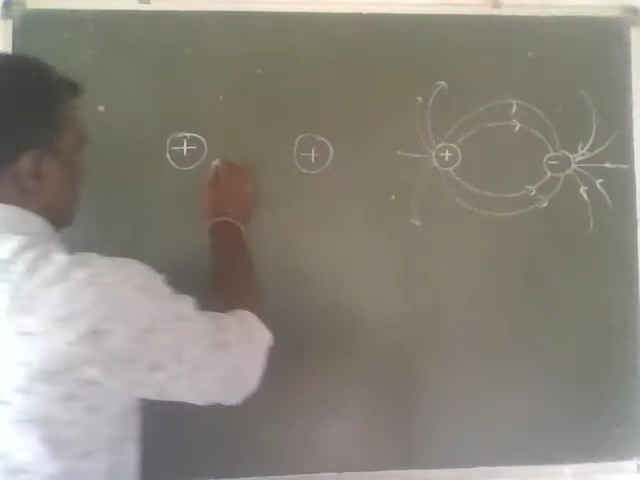 + + + -